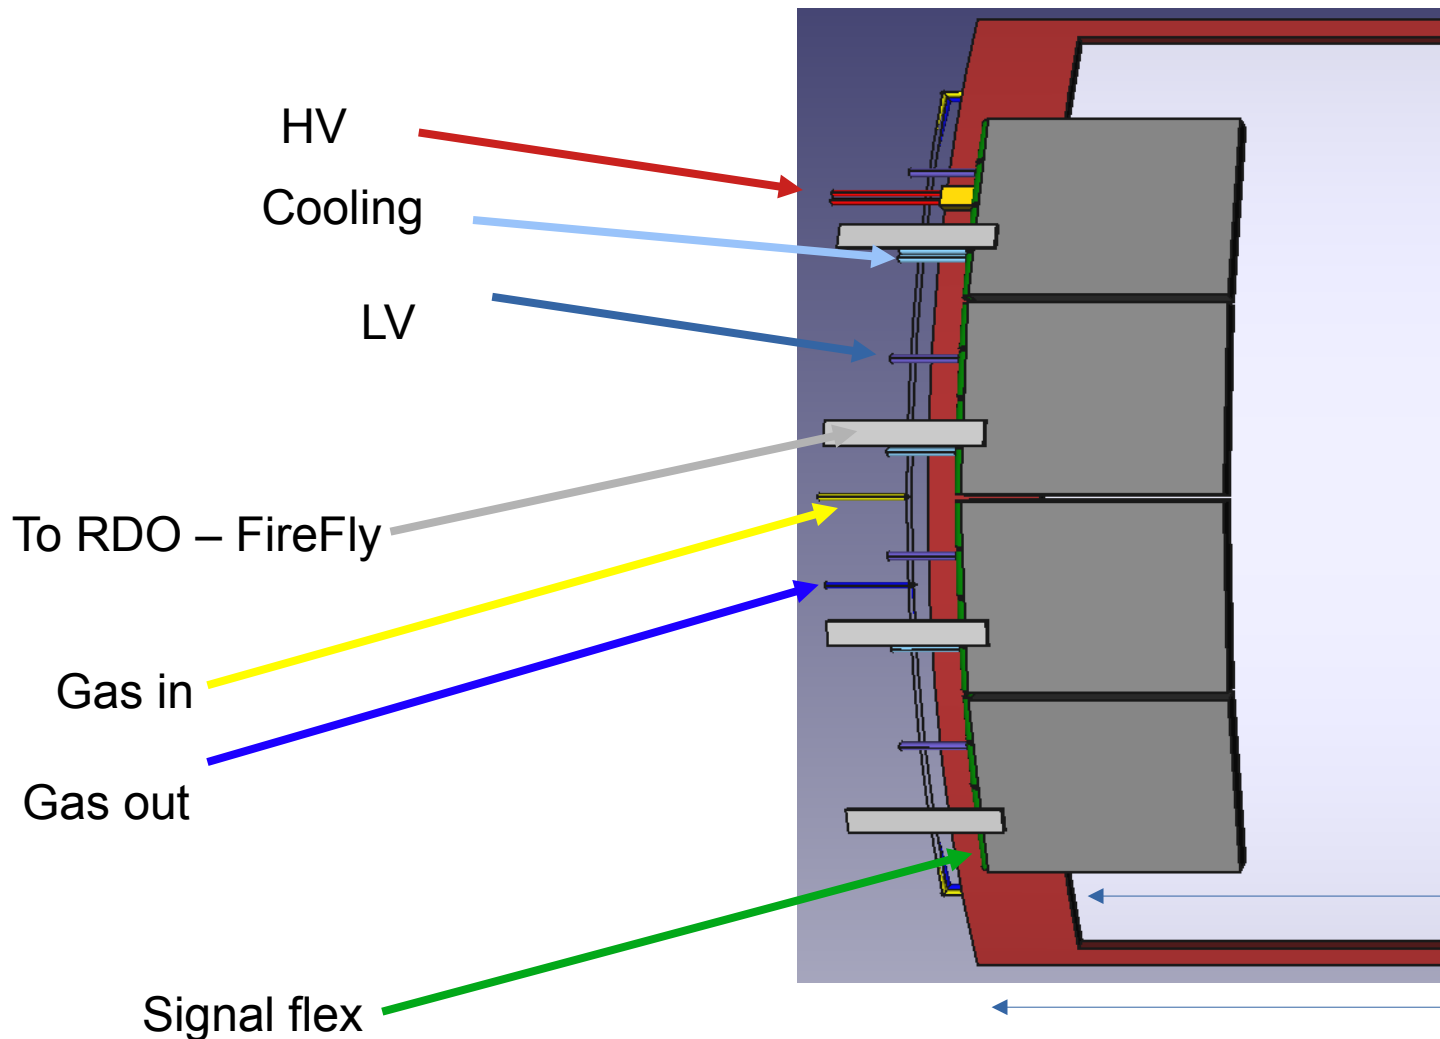 HV
Cooling
LV
To RDO – FireFly
Gas in
Gas out
Signal flex